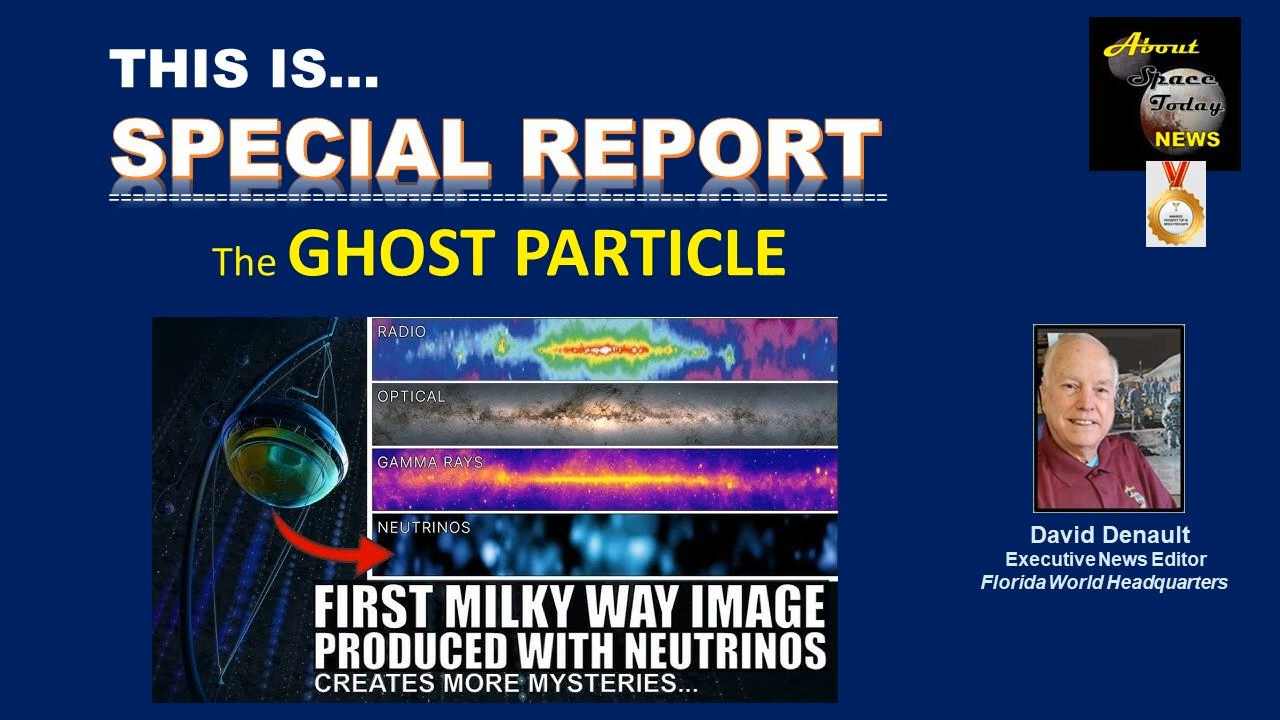 THIS IS...
SPECIAL REPORT
The GHOST PARTICLE
About
Space
Today
NEWS
RADIO
OPTICAL
GAMMA RAYS
NEUTRINOS
FIRST MILKY WAY IMAGE
PRODUCED WITH NEUTRINOS
CREATES MORE MYSTERIES...
David Denault
Executive News Editor
Florida World Headquarters